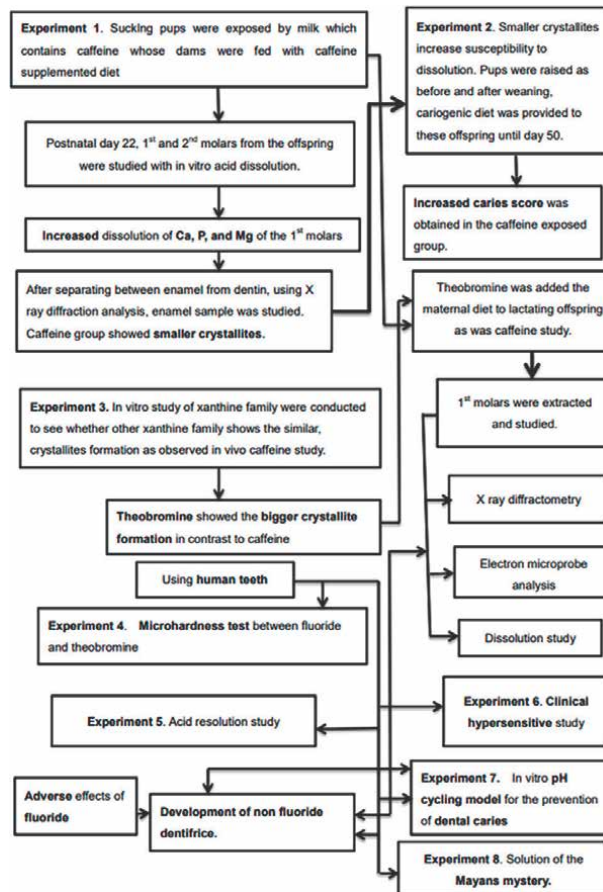 Experiment 1. Sucking pups were exposed by milk which
contains caffeine whose dams were fed with caffeine
supplemented diet
Postnatal day 22, 1st and 2nd molars from the offspring
were studied with in vitro acid dissolution.
Increased dissolution of Ca, P, and Mg of the 1st molars
After separating between enamel from dentin, using X
ray diffraction analysis, enamel sample was studied.
Caffeine group showed smaller crystallites.
Experiment 2. Smaller crystallites
increase susceptibility to
dissolution. Pups were raised as
before and after weaning,
cariogenic diet was provided to
these offspring until day 50.
Increased caries score was
obtained in the caffeine exposed
group.
Experiment 3. In vitro study of xanthine family were conducted
to see whether other xanthine family shows the similar,
crystallites formation as observed in vivo caffeine study.
Theobromine showed the bigger crystallite
formation in contrast to caffeine
Theobromine was added the
maternal diet to lactating offspring
as was caffeine study.
1st molars were extracted
and studied.
X ray diffractometry
Electron microprobe
analysis
Dissolution study
Using human teeth
Experiment 4. Microhardness test between fluoride
and theobromine
Experiment 5. Acid resolution study
Experiment 6. Clinical
hypersensitive study
Adverse effects of
fluoride
Development of non fluoride
dentifrice.
Experiment 7. In vitro pH
cycling model for the prevention
of dental caries
Experiment 8. Solution of the
Mayans mystery.